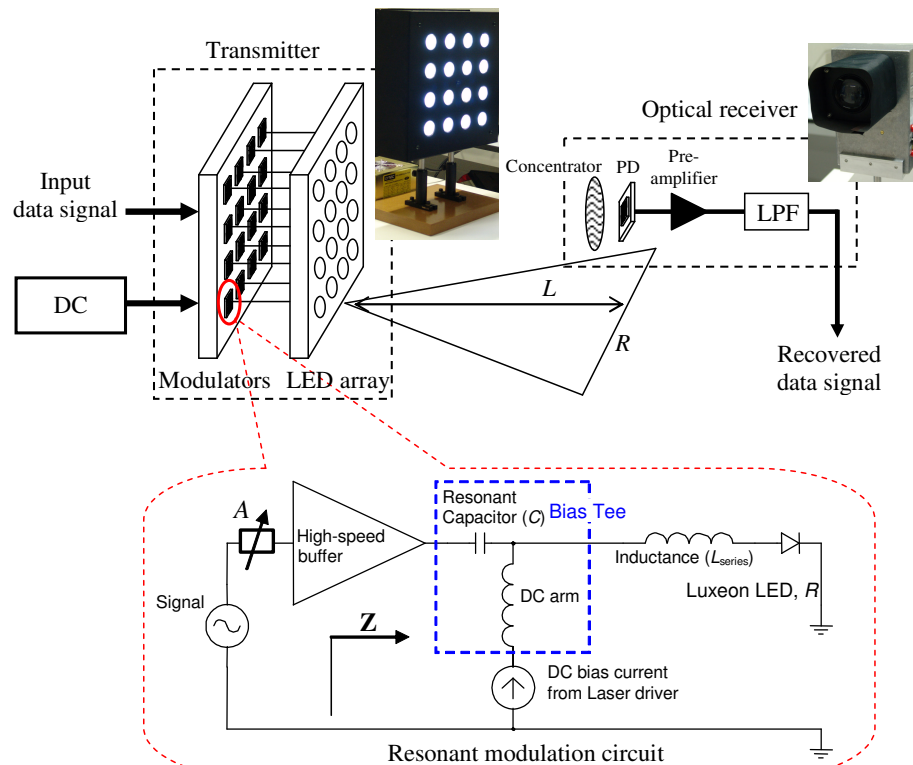 Transmitter
Optical receiver
Concentrator
PD
Pre-
amplifier
LPF
Input
data signal
DC
L
R
Modulators
LED array
Recovered
data signal
A
High-speed
buffer
Resonant
Capacitor (C)
Bias Tee
Inductance (Lseries)
DC arm
Luxeon LED, R
Signal
Z
DC bias current
from Laser driver
Resonant modulation circuit